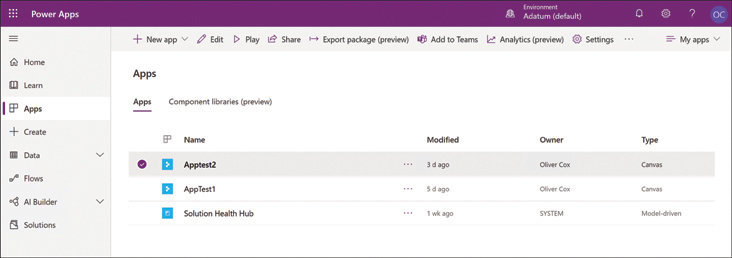 Power Apps
Environment
Adatum (default)
OC
New app Edit Play Share Export package (preview) Add to Teams Analytics (preview) Settings ... My apps
Home
Learn
Apps
Create
Data
Flows
AI Builder
Solutions
Apps
Apps Component libraries (preview)
Name Modified Owner Type
Apptest2 ... 3 d ago Oliver Cox Canvas
AppTest1 ... 5 d ago Oliver Cox Canvas
Solution Health Hub ... 1 wk ago SYSTEM Model-driven